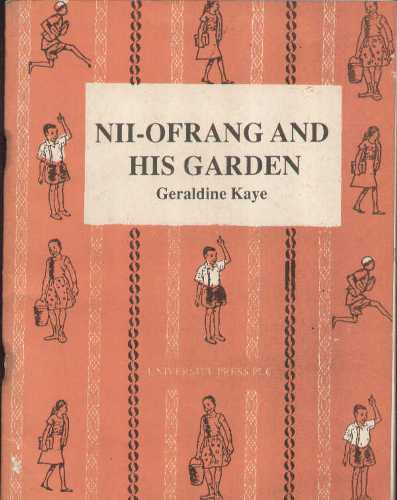 NII-OFRANG AND
HIS GARDEN
Geraldine Kaye
UNIVERSITY PRESS PLC